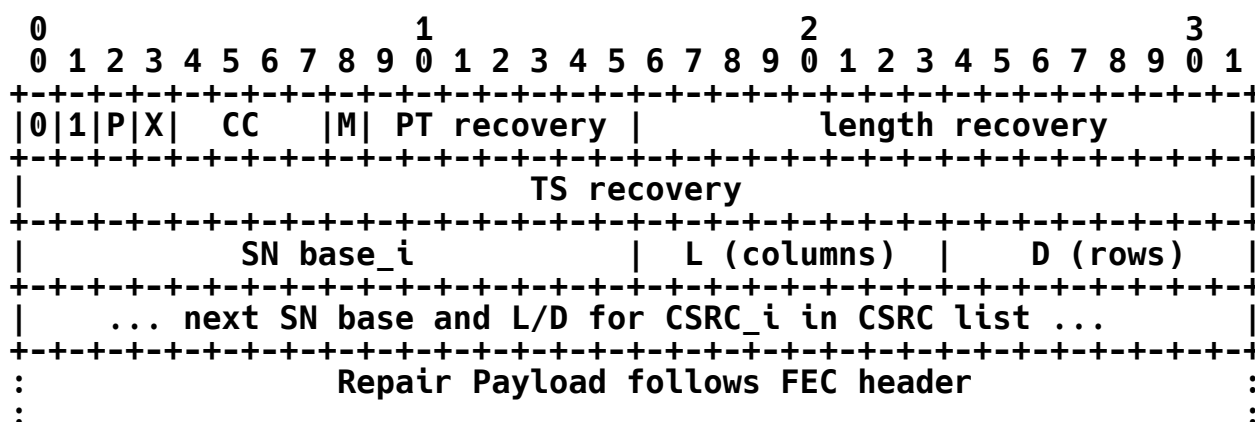 0                   1                   2                   3
 0 1 2 3 4 5 6 7 8 9 0 1 2 3 4 5 6 7 8 9 0 1 2 3 4 5 6 7 8 9 0 1
+-+-+-+-+-+-+-+-+-+-+-+-+-+-+-+-+-+-+-+-+-+-+-+-+-+-+-+-+-+-+-+-+
|0|1|P|X|  CC   |M| PT recovery |         length recovery       |
+-+-+-+-+-+-+-+-+-+-+-+-+-+-+-+-+-+-+-+-+-+-+-+-+-+-+-+-+-+-+-+-+
|                          TS recovery                          |
+-+-+-+-+-+-+-+-+-+-+-+-+-+-+-+-+-+-+-+-+-+-+-+-+-+-+-+-+-+-+-+-+
|           SN base_i           |  L (columns)  |    D (rows)   |
+-+-+-+-+-+-+-+-+-+-+-+-+-+-+-+-+-+-+-+-+-+-+-+-+-+-+-+-+-+-+-+-+
|    ... next SN base and L/D for CSRC_i in CSRC list ...       |
+-+-+-+-+-+-+-+-+-+-+-+-+-+-+-+-+-+-+-+-+-+-+-+-+-+-+-+-+-+-+-+-+
:                Repair Payload follows FEC header              :
:                                                               :